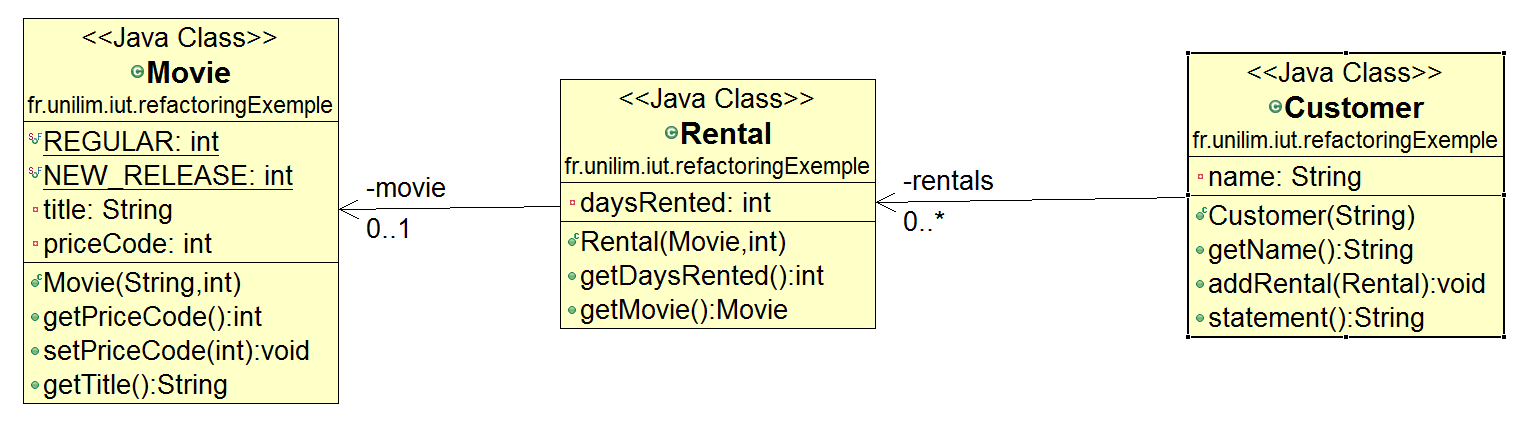 <<Java Class>>
Movie
fr.unilim.iut.refactoringExemple
REGULAR: int
NEW_RELEASE: int
title: String
priceCode: int
Movie(String,int)
getPriceCode():int
setPriceCode(int):void
getTitle():String
-movie
0..1
<<Java Class>>
Rental
fr.unilim.iut.refactoringExemple
daysRented: int
Rental(Movie,int)
getDaysRented():int
getMovie():Movie
-rentals
0..*
<<Java Class>>
Customer
fr.unilim.iut.refactoringExemple
name: String
Customer(String)
getName():String
addRental(Rental):void
statement():String